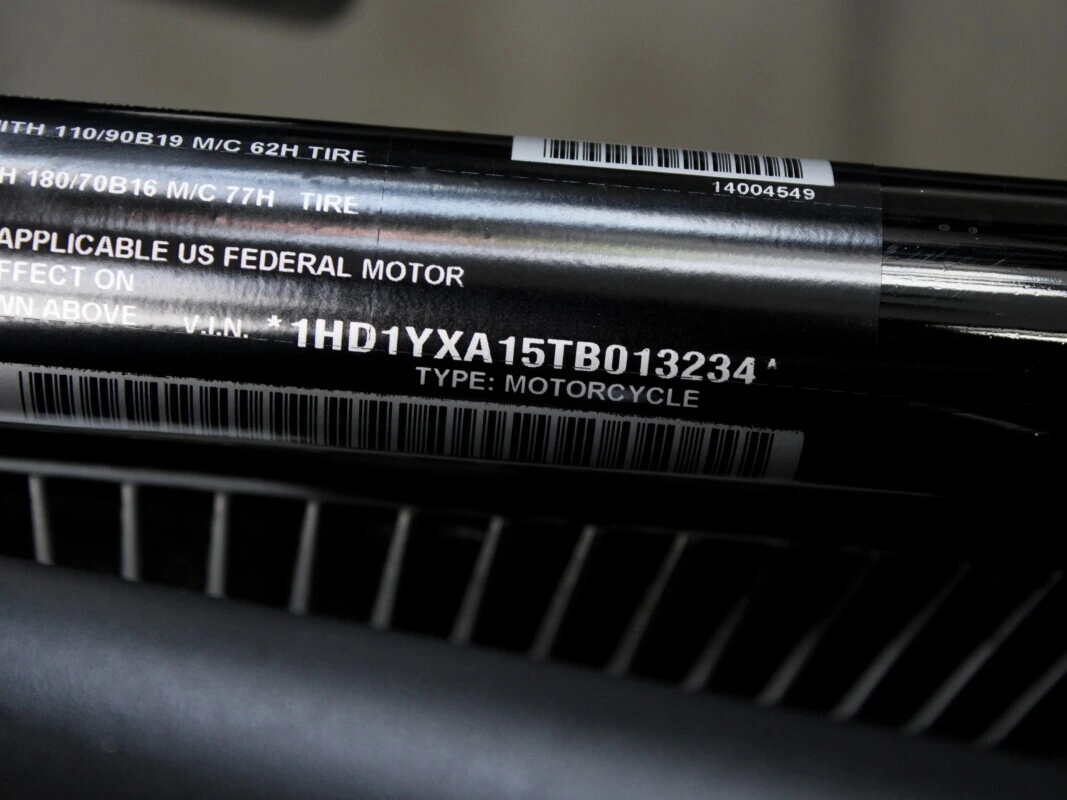 ITH 110/90B19 M/C 62H TIRE
14004549
H 180/70B16 M/C 77H TIRE
APPLICABLE US FEDERAL MOTOR
FFECT ON
WN ABOVE V.I.N. *1HD1YXA15TB013234*
TYPE: MOTORCYCLE